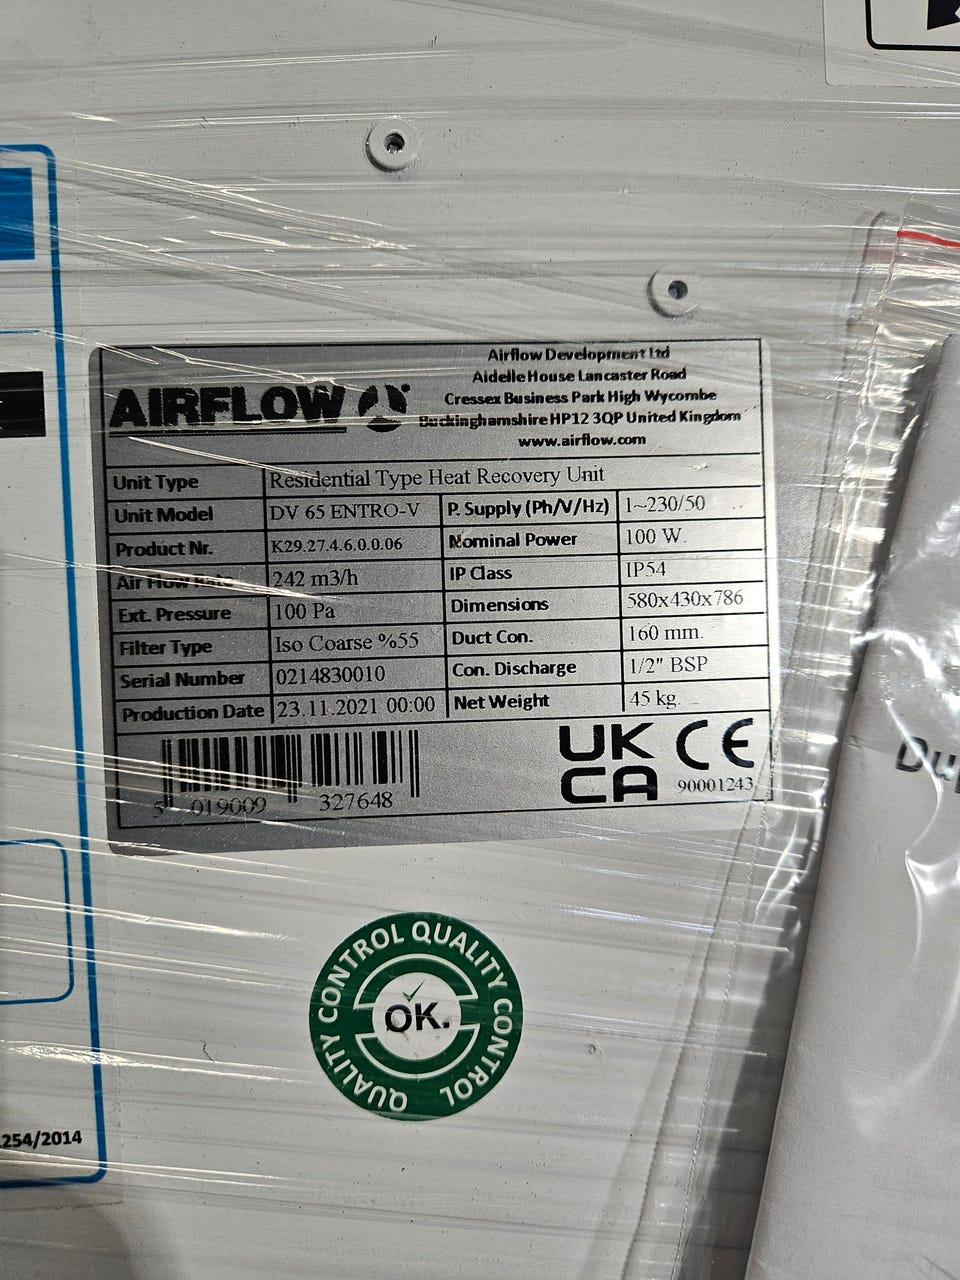 Airflow Development Ltd
Aidelle House Lancaster Road
Cressex Business Park High Wycombe
Buckinghamshire HP12 3QP United Kingdom
www.airflow.com
AIRFLOW
Unit Type Residential Type Heat Recovery Unit
Unit Model DV 65 ENTRO-V P. Supply (Ph/V/Hz) 1~230/50
Product Nr. K29.27.4.6.0.0.06 Nominal Power 100 W.
Air Flow Rate 242 m3/h IP Class IP54
Ext. Pressure 100 Pa Dimensions 580x430x786
Filter Type Iso Coarse %55 Duct Con. 160 mm.
Serial Number 0214830010 Con. Discharge 1/2" BSP
Production Date 23.11.2021 00:00 Net Weight 45 kg.
UK CA CE
90001243
5 019009 327648
QUALITY CONTROL QUALITY CONTROL
OK.
254/2014